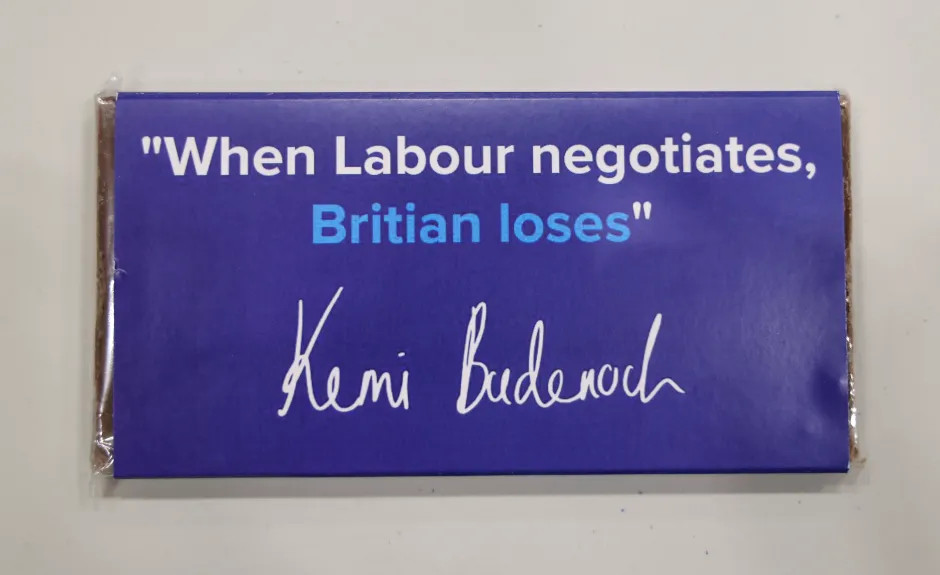 "When Labour negotiates,
Britian loses"
Kemi Badenoch